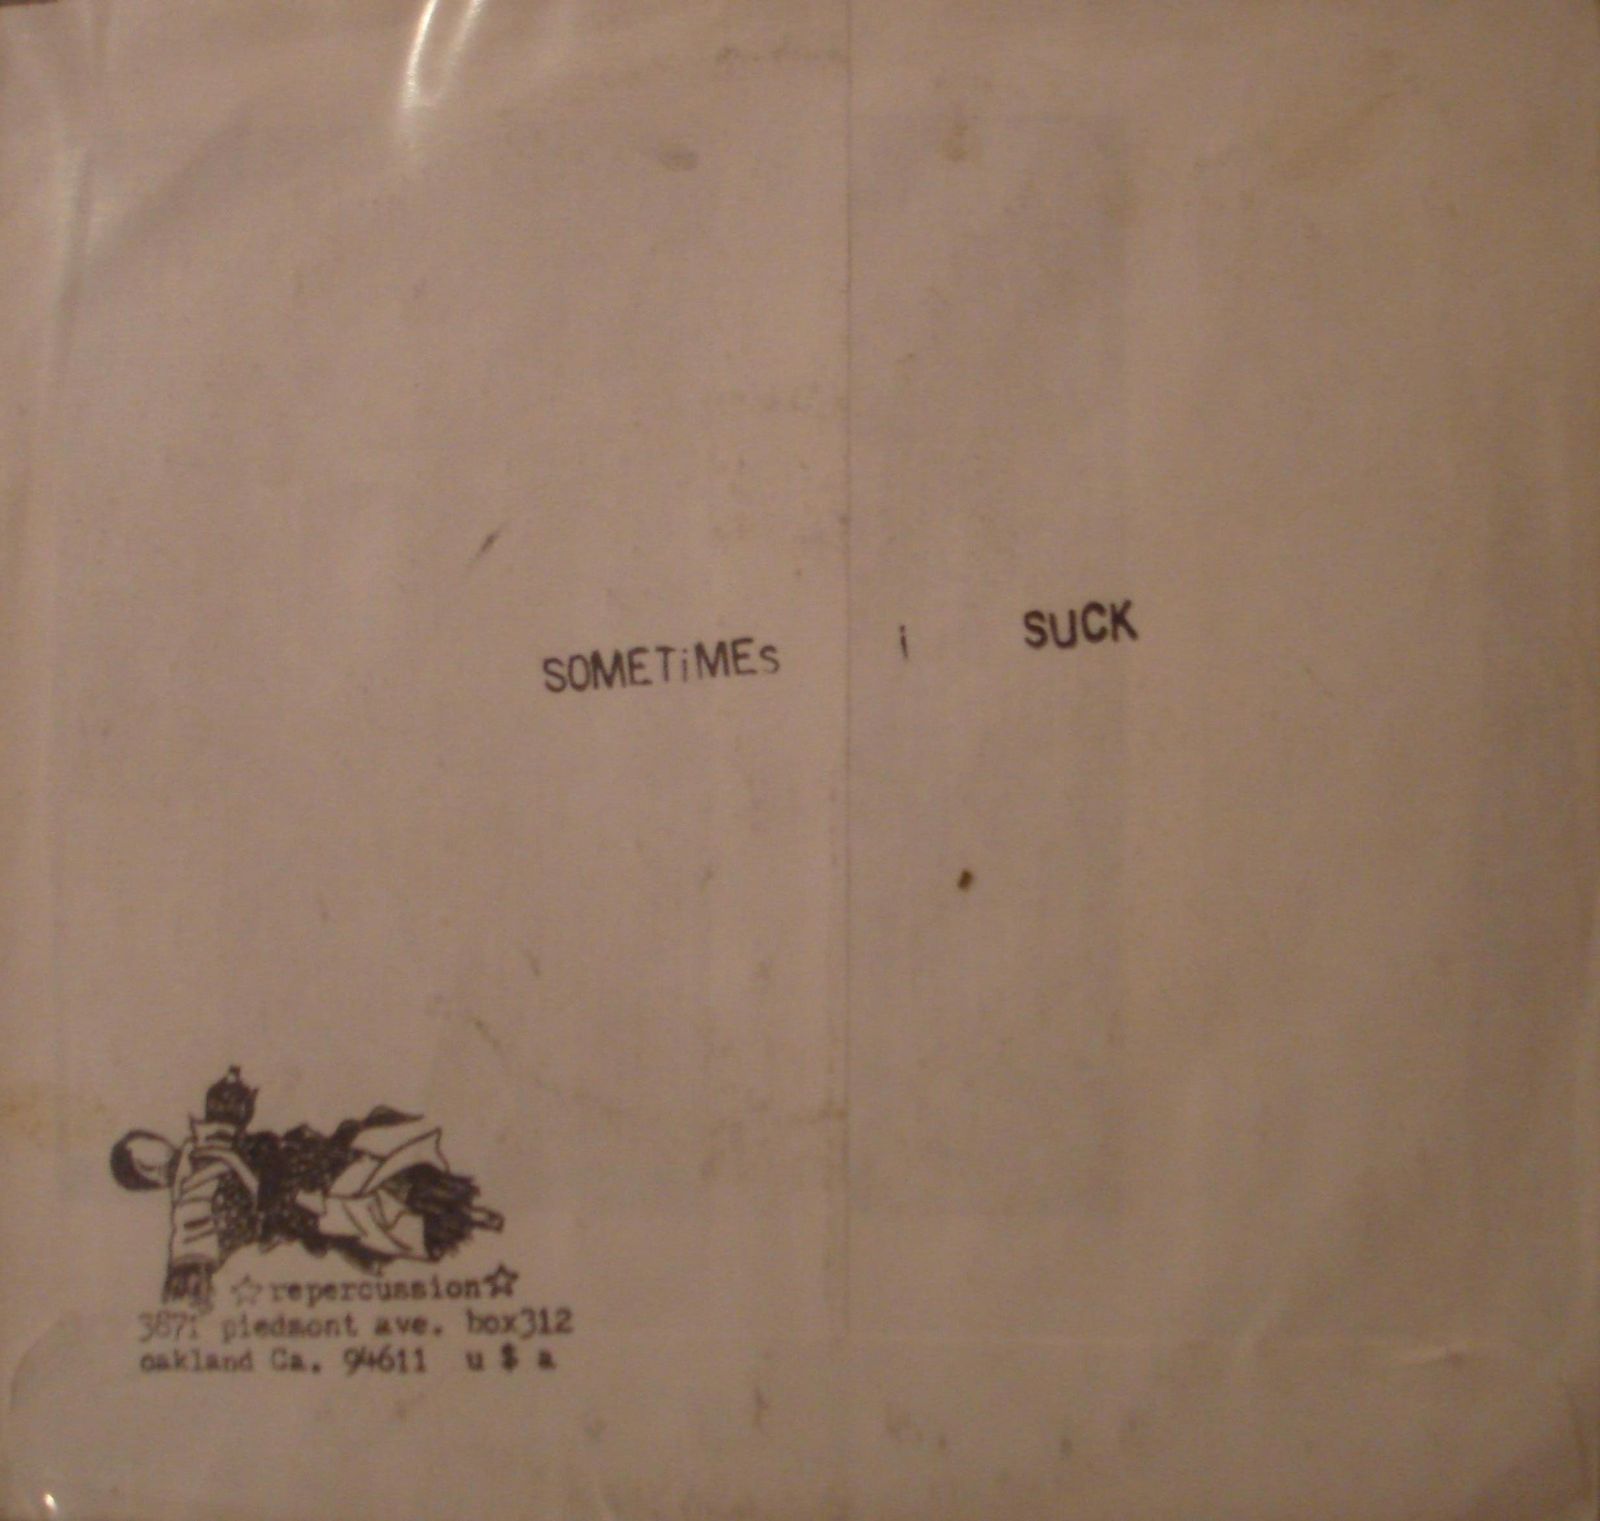 SOMETiMEs i SUCK
☆repercussion☆
3871 piedmont ave. box312
oakland Ca. 94611 u $ a